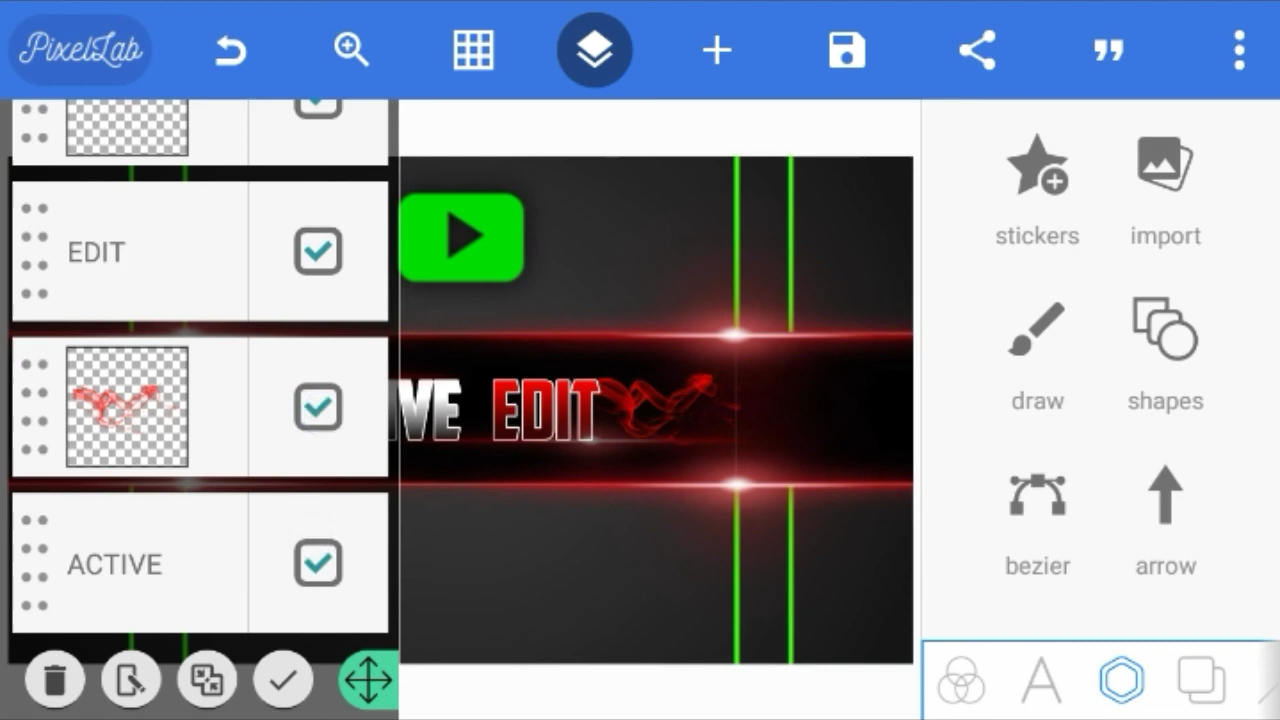 PixelLab
stickers
import
EDIT
draw
shapes
VE EDIT
bezier
arrow
ACTIVE
A